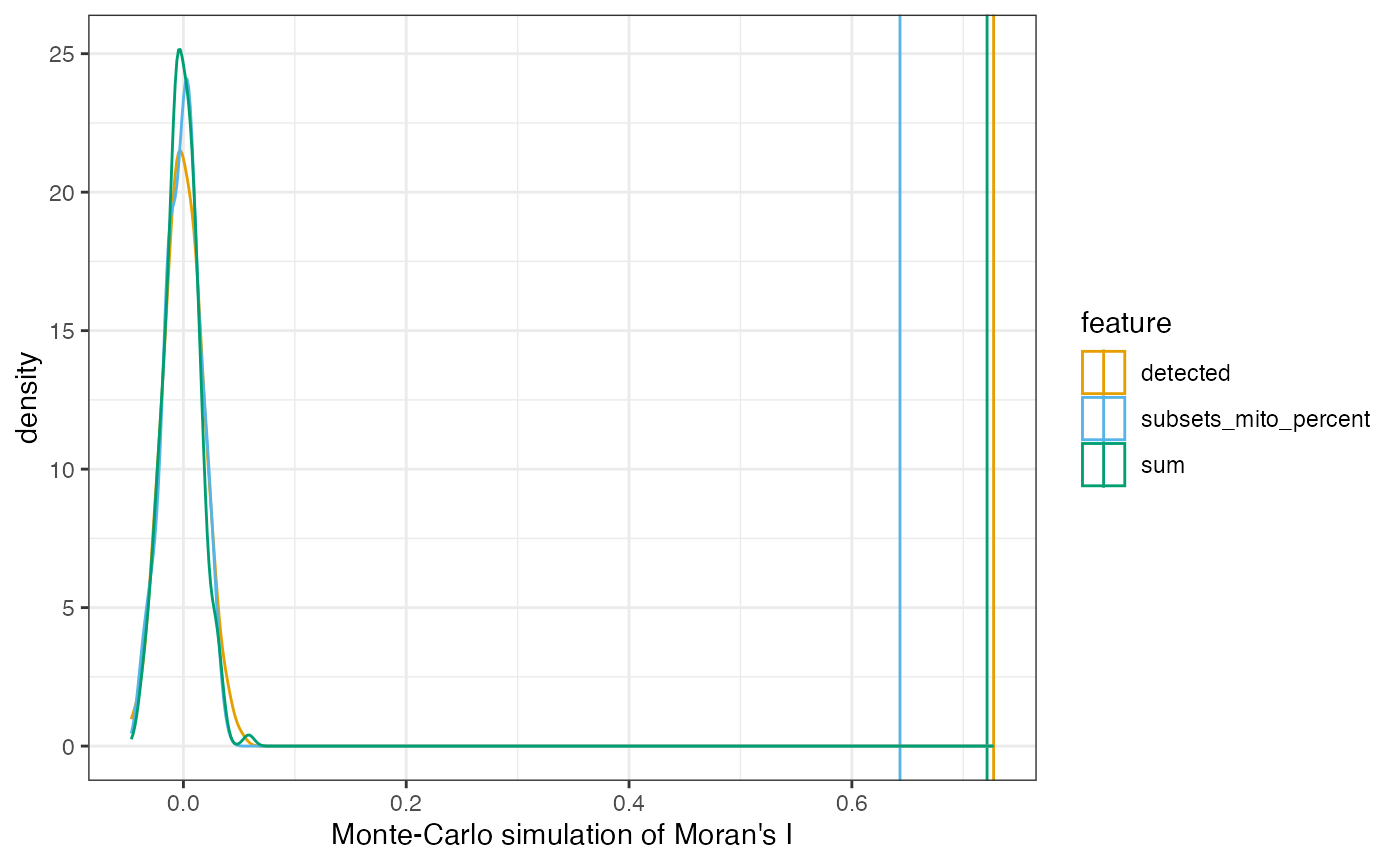 25
20
15
10
5
0
density
0.0 0.2 0.4 0.6
Monte-Carlo simulation of Moran's I
feature
detected
subsets_mito_percent
sum